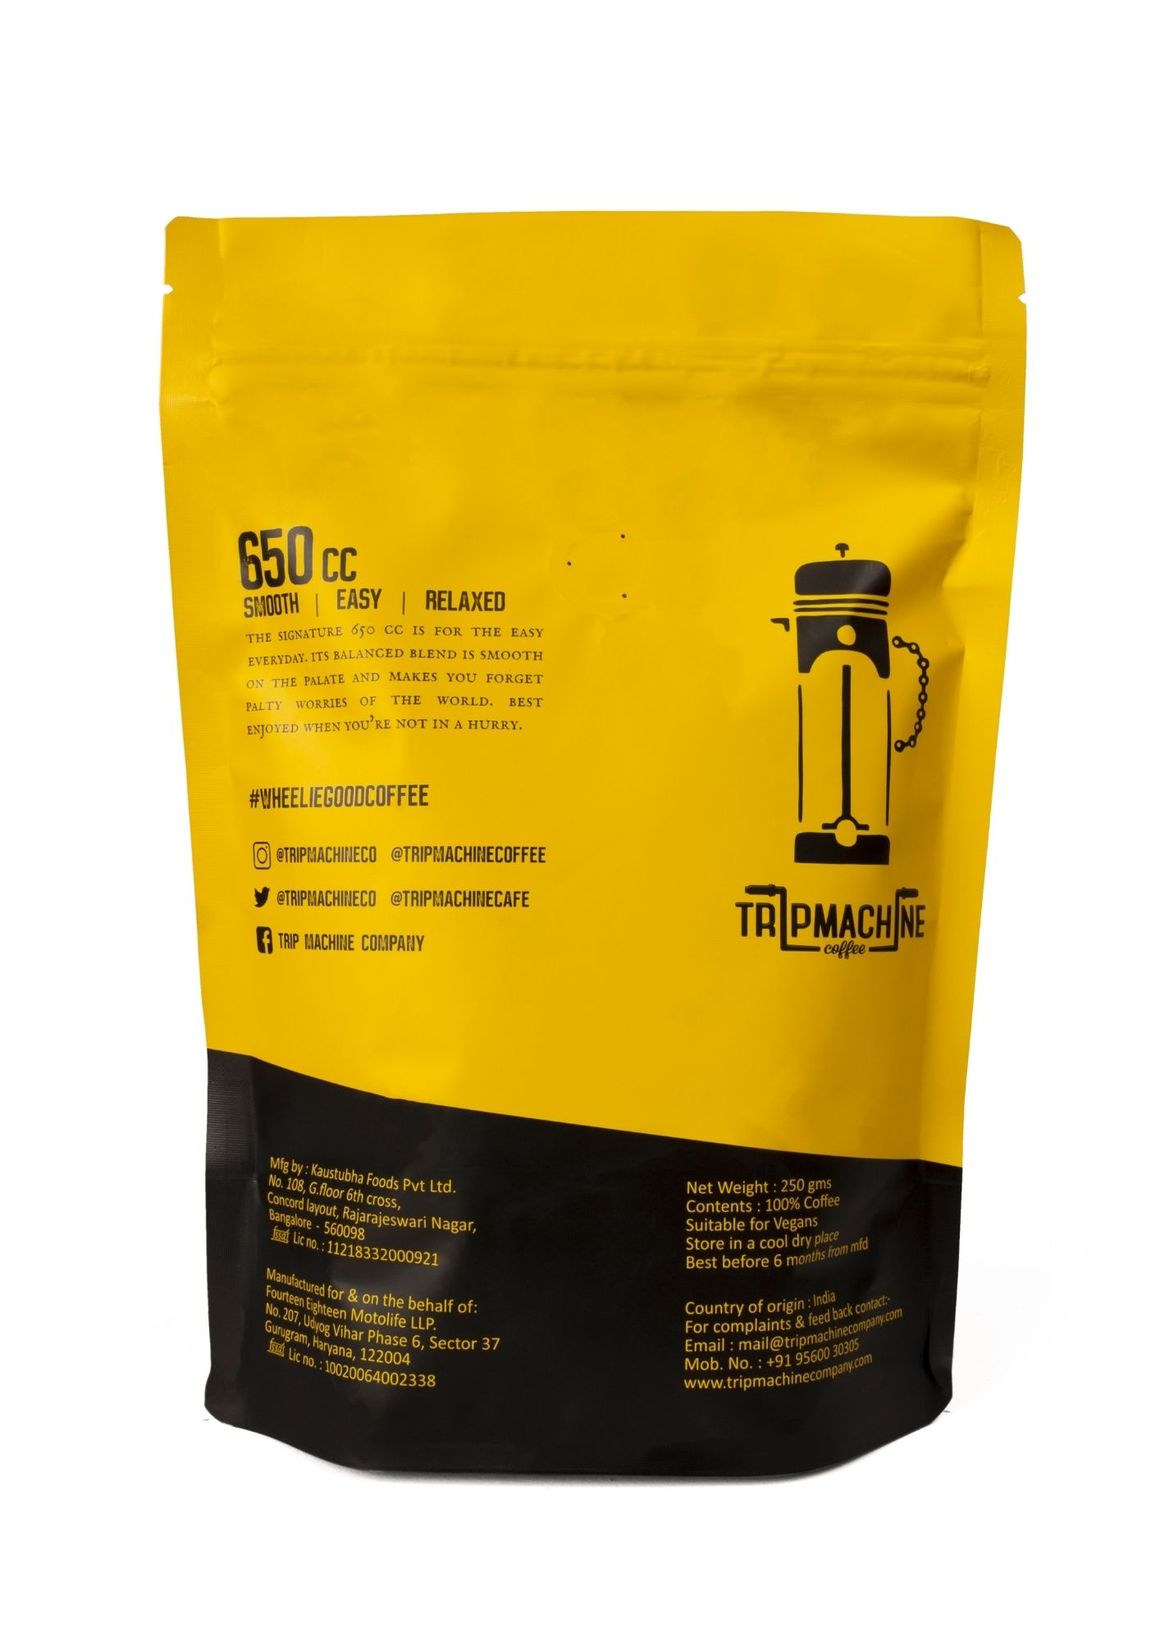 650 CC
SMOOTH | EASY | RELAXED
THE SIGNATURE 650 CC IS FOR THE EASY
EVERYDAY. ITS BALANCED BLEND IS SMOOTH
ON THE PALATE AND MAKES YOU FORGET
PALTY WORRIES OF THE WORLD. BEST
ENJOYED WHEN YOU'RE NOT IN A HURRY.
#WHEELIEGOODCOFFEE
@TRIPMACHINECO @TRIPMACHINECOFFEE
@TRIPMACHINECO @TRIPMACHINECAFE
TRIP MACHINE COMPANY
TRIPMACHINE
coffee
Mfg by : Kaustubha Foods Pvt Ltd.
No. 108, G.floor 6th cross,
Concord layout, Rajarajeswari Nagar,
Bangalore - 560098
fssai Lic no. : 11218332000921
Manufactured for & on the behalf of:
Fourteen Eighteen Motolife LLP.
No. 207, Udyog Vihar Phase 6, Sector 37
Gurugram, Haryana, 122004
fssai Lic no. : 10020064002338
Net Weight : 250 gms
Contents : 100% Coffee
Suitable for Vegans
Store in a cool dry place
Best before 6 months from mfd
Country of origin : India
For complaints & feed back contact:-
Email : mail@tripmachinecompany.com
Mob. No. : +91 95600 30305
www.tripmachinecompany.com